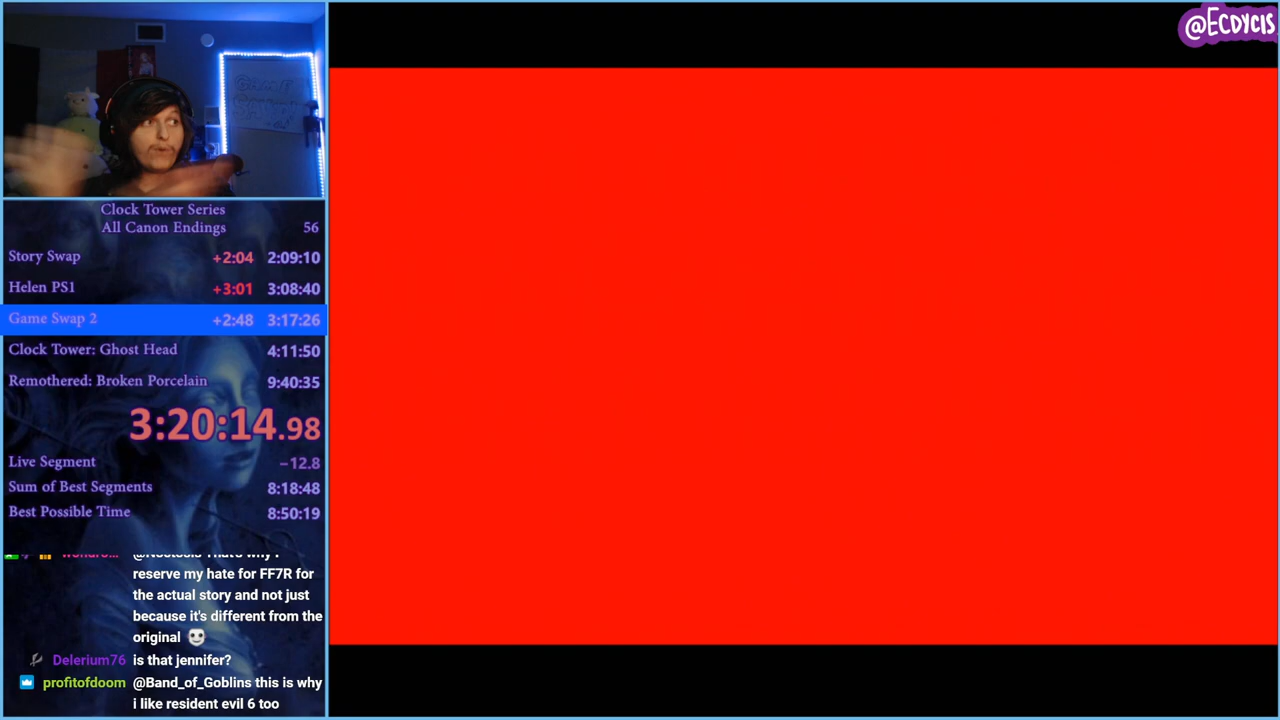 @ECDYCIS
Clock Tower Series
All Canon Endings 56
Story Swap +2:04 2:09:10
Helen PS1 +3:01 3:08:40
Game Swap 2 +2:48 3:17:26
Clock Tower: Ghost Head 4:11:50
Remothered: Broken Porcelain 9:40:35
3:20:14.98
Live Segment −12.8
Sum of Best Segments 8:18:48
Best Possible Time 8:50:19
reserve my hate for FF7R for
the actual story and not just
because it's different from the
original
Delerium76 is that jennifer?
profitofdoom @Band_of_Goblins this is why
i like resident evil 6 too